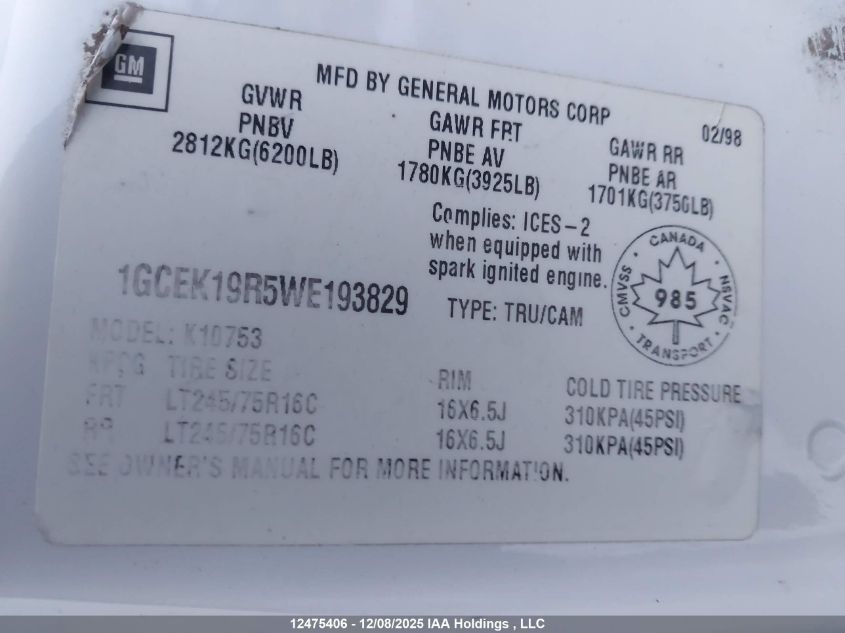 GM
MFD BY GENERAL MOTORS CORP
02/98
GVWR
PNBV
2812KG(6200LB)
GAWR FRT
PNBE AV
1780KG(3925LB)
GAWR RR
PNBE AR
1701KG(3750LB)
Complies: ICES-2
when equipped with
spark ignited engine.
1GCEK19R5WE193829
TYPE: TRU/CAM
CANADA
CMVSS
985
NSVAC
TRANSPORT
MODEL: K10753
TIRE SIZE RIM COLD TIRE PRESSURE
FRT LT245/75R16C 16X6.5J 310KPA(45PSI)
RR LT245/75R16C 16X6.5J 310KPA(45PSI)
SEE OWNER'S MANUAL FOR MORE INFORMATION.
12475406 - 12/08/2025 IAA Holdings , LLC